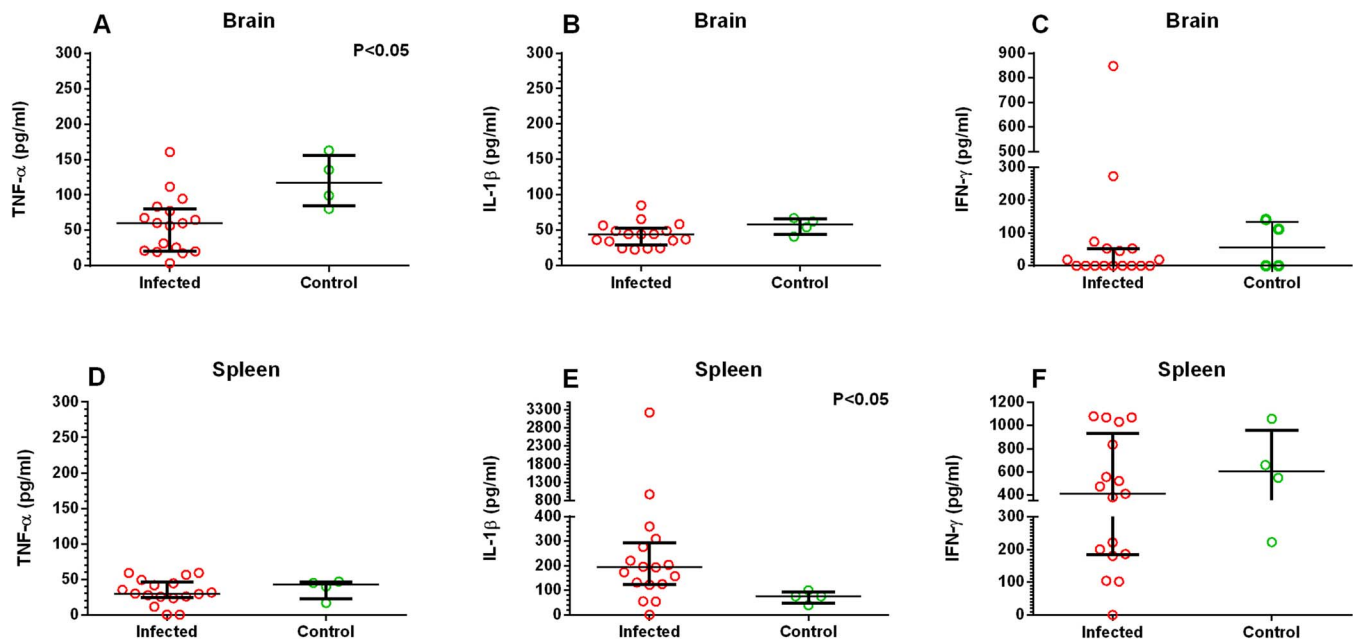 A
Brain
P<0.05
TNF-α (pg/ml)
300
250
200
150
100
50
0
Infected
Control
B
Brain
IL-1β (pg/ml)
300
250
200
150
100
50
0
Infected
Control
C
Brain
IFN-γ (pg/ml)
900
800
700
600
500
300
200
100
0
Infected
Control
D
Spleen
TNF-α (pg/ml)
300
250
200
150
100
50
0
Infected
Control
E
Spleen
P<0.05
IL-1β (pg/ml)
3300
2800
2300
1800
1300
800
400
300
200
100
0
Infected
Control
F
Spleen
IFN-γ (pg/ml)
1200
1000
800
600
400
300
200
100
0
Infected
Control